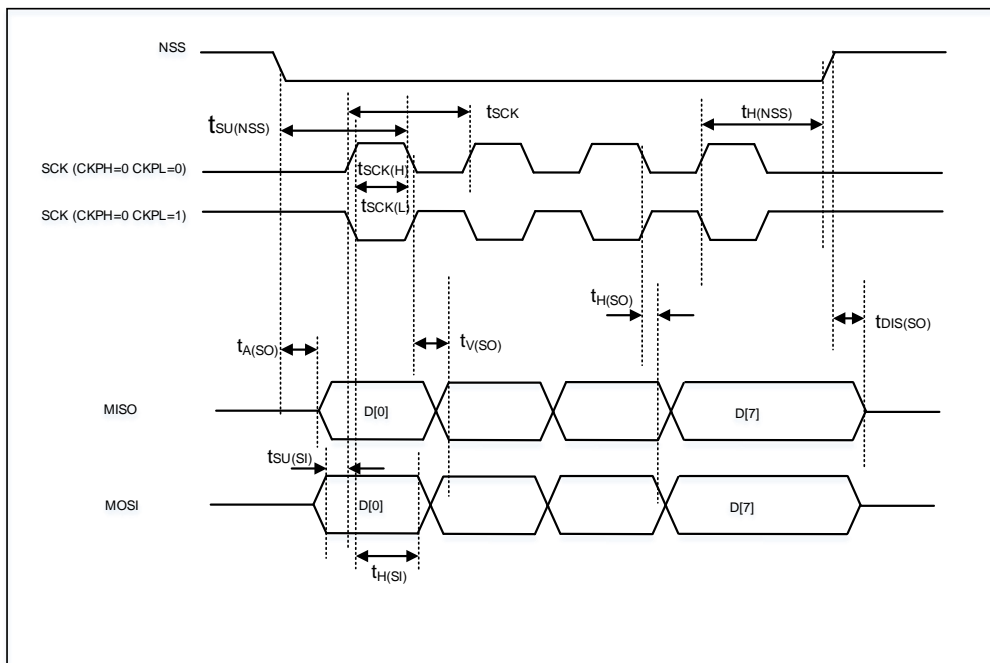 NSS
tSCK
tH(NSS)
tSU(NSS)
SCK (CKPH=0 CKPL=0)
tSCK(H)
tSCK(L)
SCK (CKPH=0 CKPL=1)
tH(SO)
tDIS(SO)
tV(SO)
tA(SO)
MISO
D[0]
D[7]
tSU(SI)
MOSI
D[0]
D[7]
tH(SI)